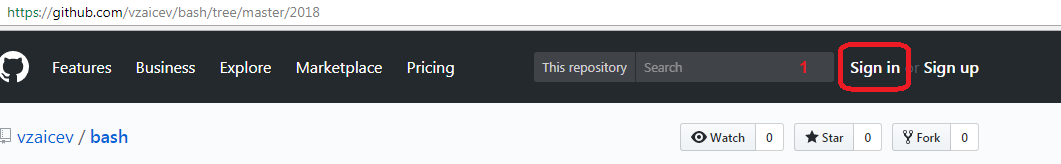 https://github.com/vzaicev/bash/tree/master/2018
Features Business Explore Marketplace Pricing This repository Search 1 Sign in or Sign up
vzaicev / bash Watch 0 Star 0 Fork 0